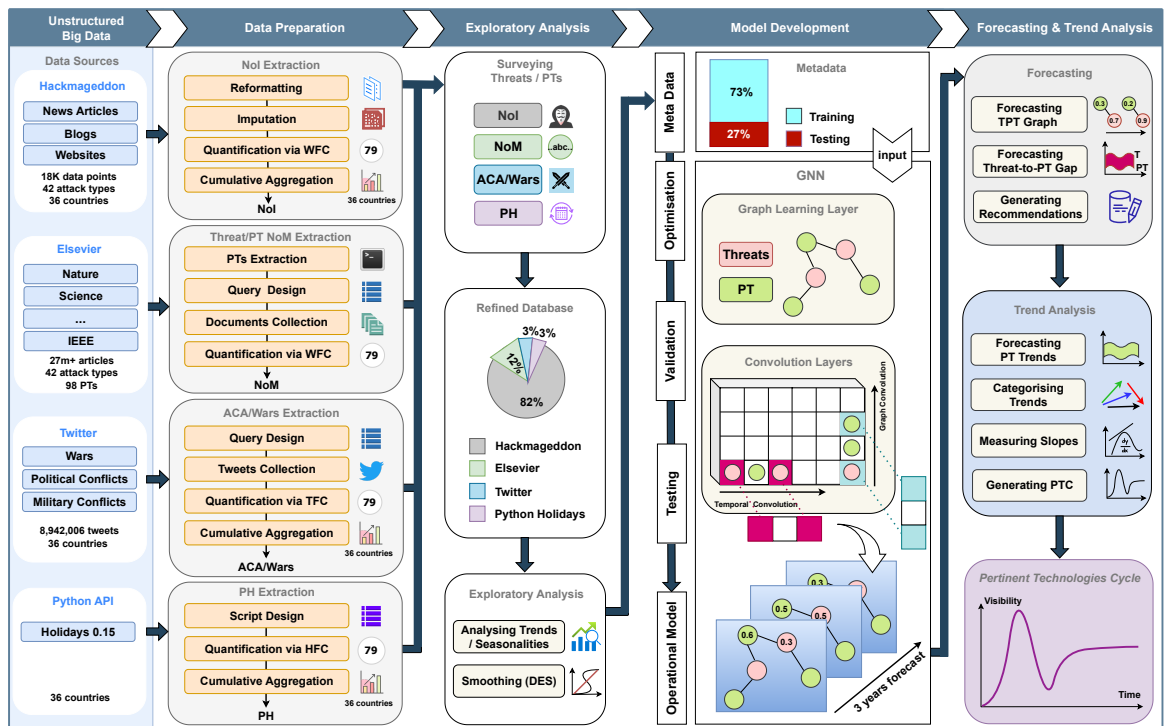 Unstructured
Big Data
Data Preparation
Exploratory Analysis
Model Development
Forecasting & Trend Analysis
Data Sources
Hackmageddon
News Articles
Blogs
Websites
18K data points
42 attack types
36 countries
Elsevier
Nature
Science
...
IEEE
27m+ articles
42 attack types
98 PTs
Twitter
Wars
Political Conflicts
Military Conflicts
8,942,006 tweets
36 countries
Python API
Holidays 0.15
36 countries
NoI Extraction
Reformatting
Imputation
Quantification via WFC
79
Cumulative Aggregation
36 countries
NoI
Threat/PT NoM Extraction
PTs Extraction
>_
Query Design
Documents Collection
Quantification via WFC
79
NoM
ACA/Wars Extraction
Query Design
Tweets Collection
Quantification via TFC
79
Cumulative Aggregation
36 countries
ACA/Wars
PH Extraction
Script Design
Quantification via HFC
79
Cumulative Aggregation
36 countries
PH
Surveying
Threats / PTs
NoI
NoM
..abc..
ACA/Wars
PH
Refined Database
3%
3%
12%
82%
Hackmageddon
Elsevier
Twitter
Python Holidays
Exploratory Analysis
Analysing Trends
/ Seasonalities
Smoothing (DES)
Meta Data
Optimisation
Validation
Testing
Operational Model
Metadata
73%
27%
Training
Testing
input
GNN
Graph Learning Layer
Threats
PT
Convolution Layers
Graph Convolution
Temporal Convolution
0.3
0.5
0.5
0.6
0.3
3 years forecast
Forecasting
Forecasting
TPT Graph
0.3
0.2
0.7
0.9
Forecasting
Threat-to-PT Gap
T
PT
Generating
Recommendations
Trend Analysis
Forecasting
PT Trends
Categorising
Trends
Measuring Slopes
dy
dx
Generating PTC
Pertinent Technologies Cycle
Visibility
Time